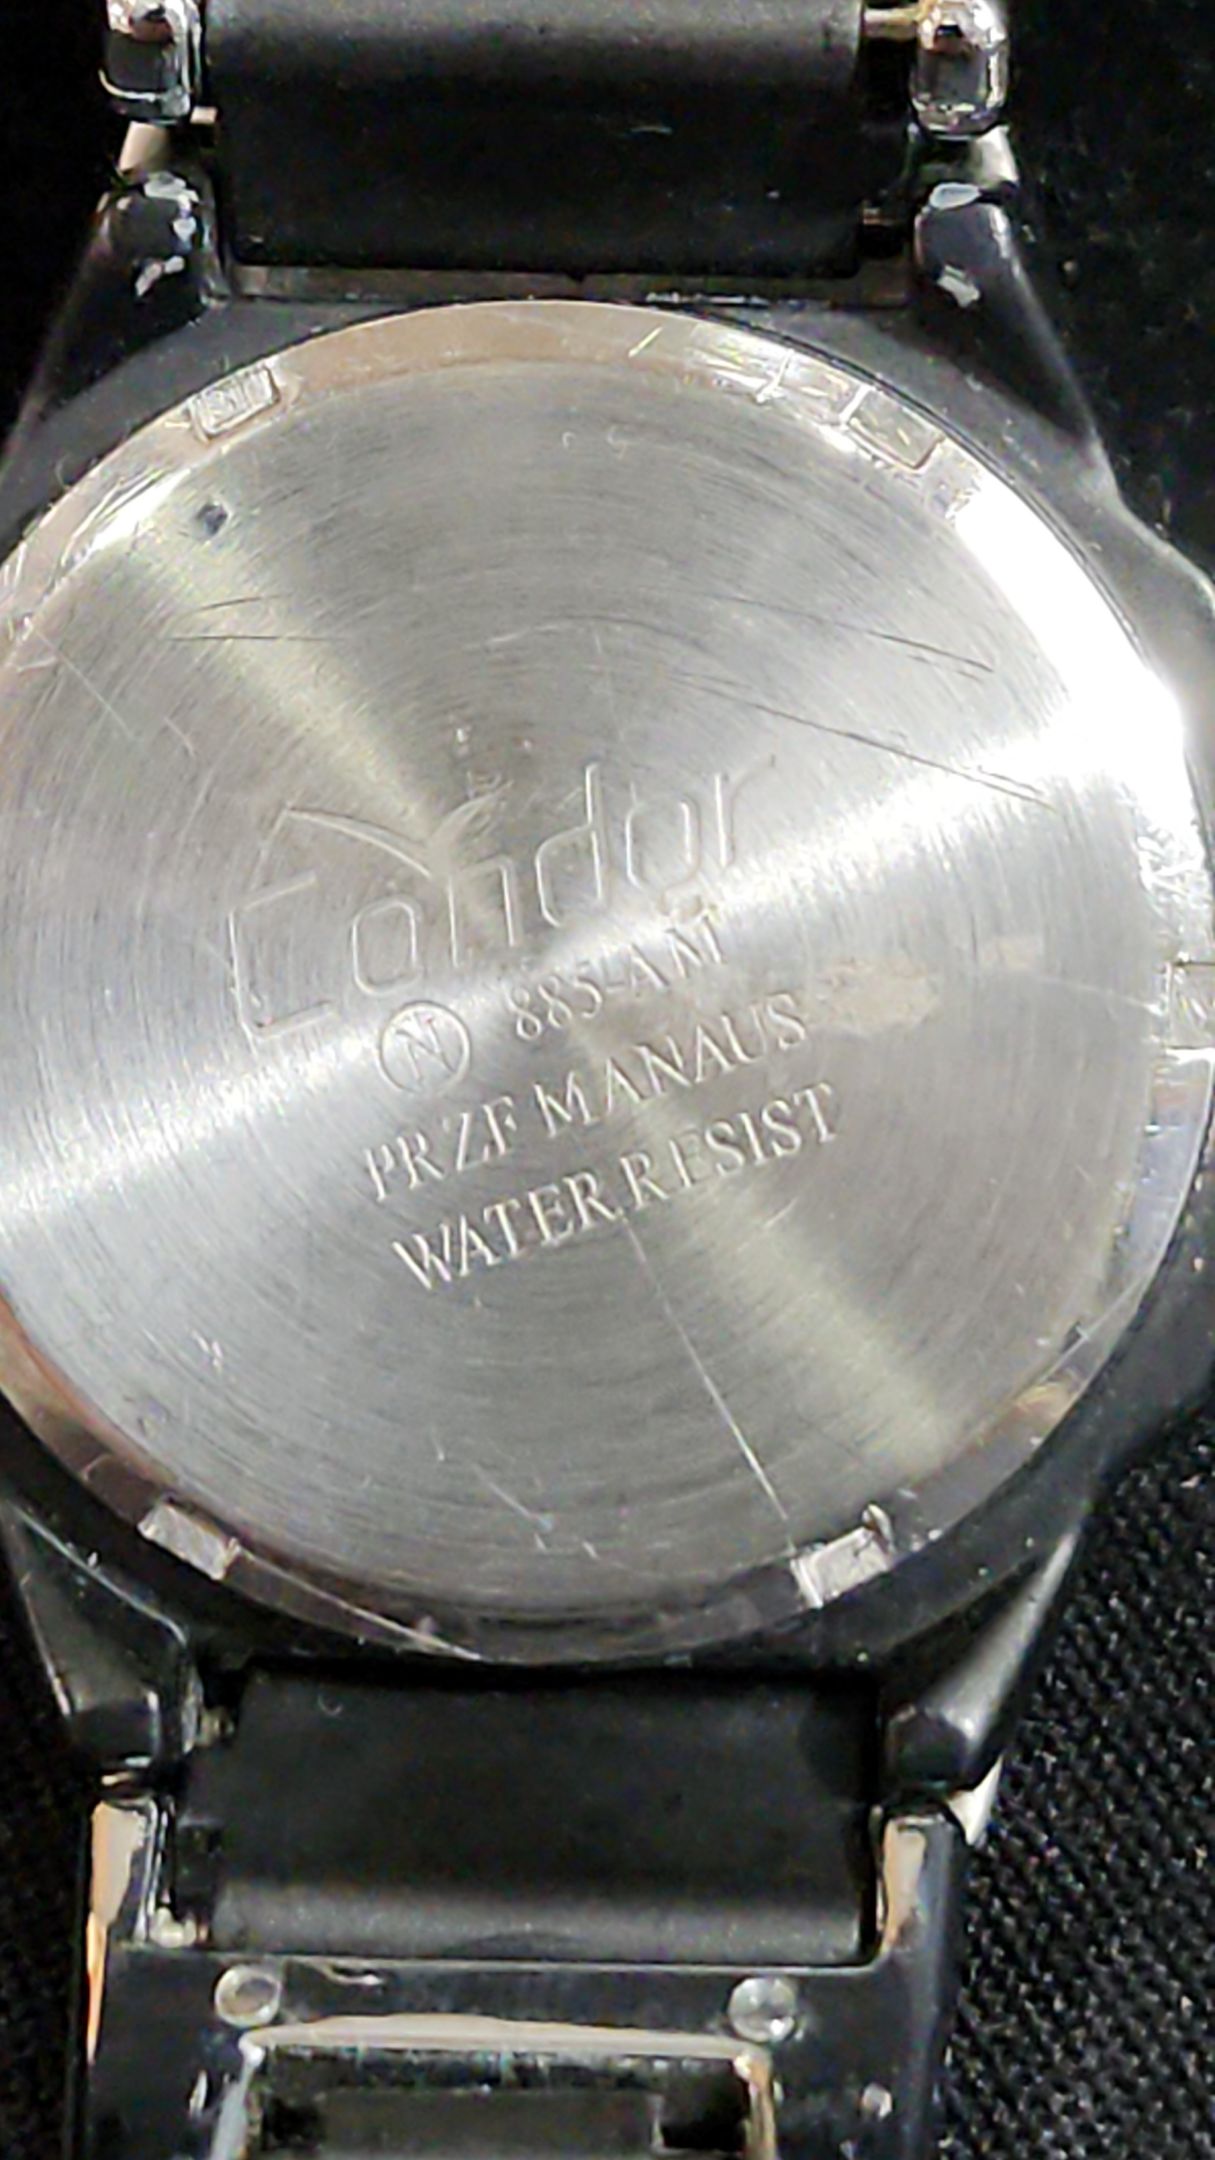 Condor
N 885-AM
PRZF MANAUS
WATER RESIST